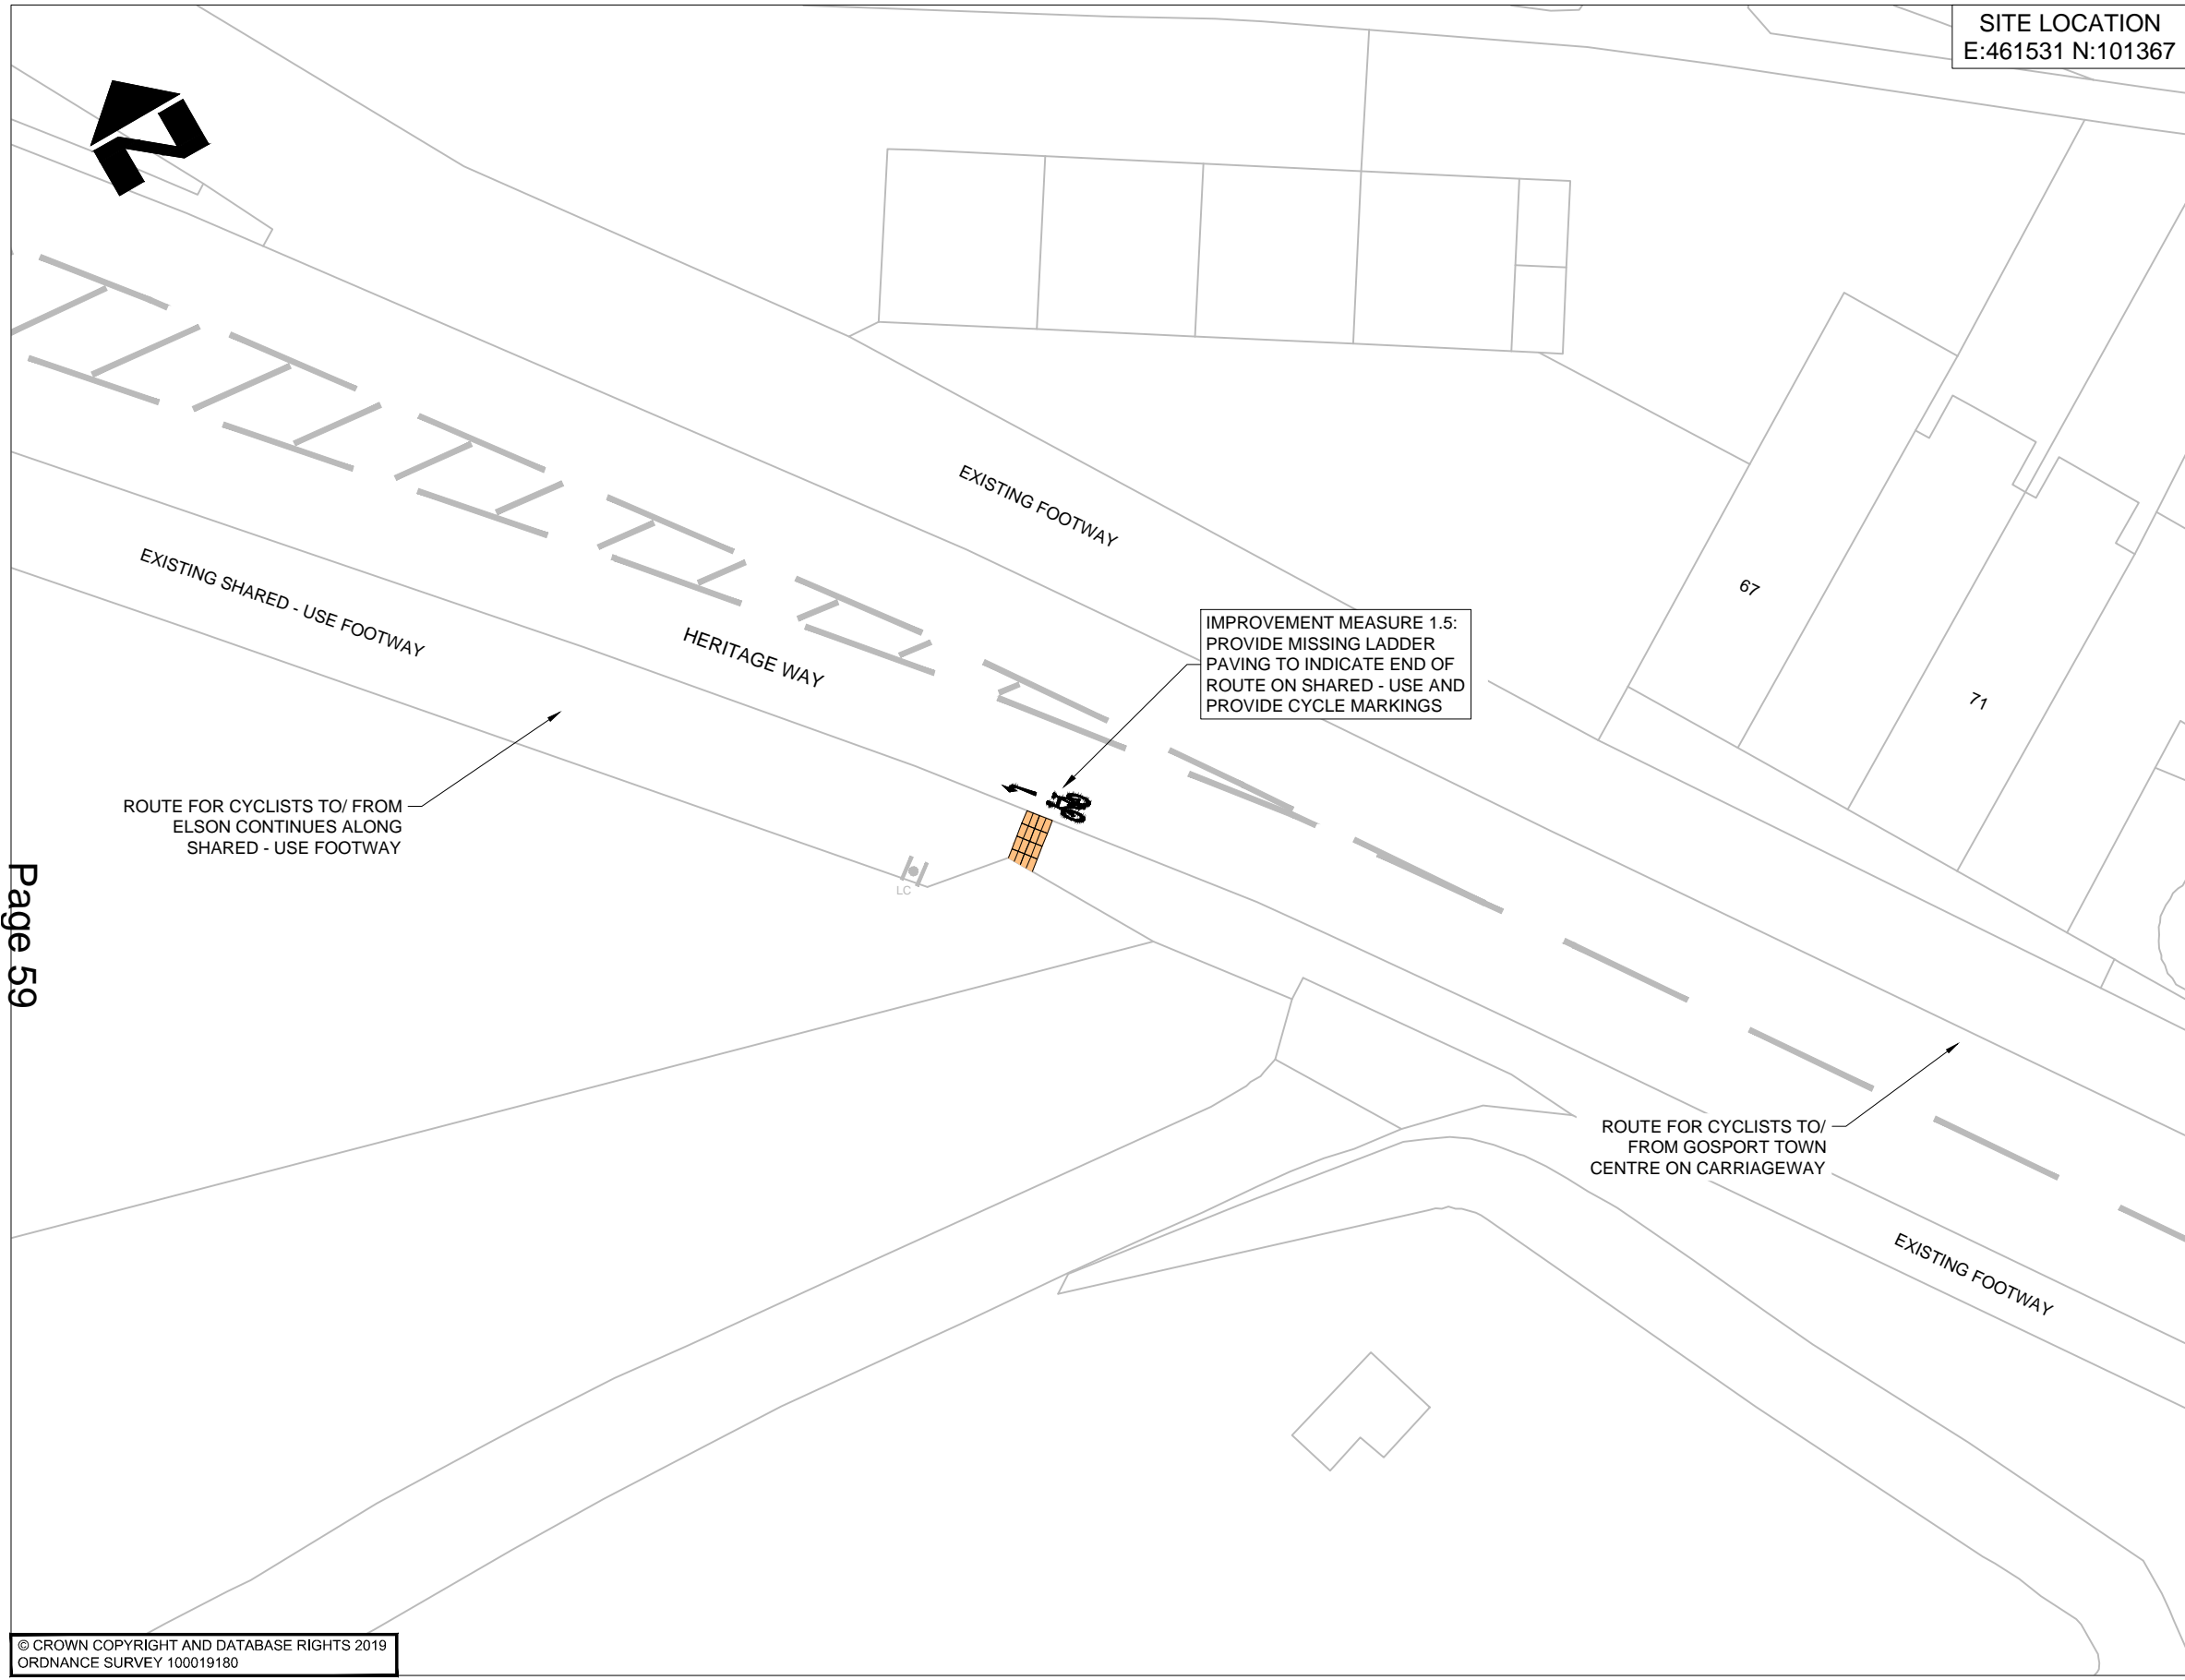 SITE LOCATION
E:461531 N:101367
N
EXISTING FOOTWAY
EXISTING SHARED - USE FOOTWAY
HERITAGE WAY
67
71
IMPROVEMENT MEASURE 1.5:
PROVIDE MISSING LADDER
PAVING TO INDICATE END OF
ROUTE ON SHARED - USE AND
PROVIDE CYCLE MARKINGS
ROUTE FOR CYCLISTS TO/ FROM
ELSON CONTINUES ALONG
SHARED - USE FOOTWAY
LC
Page 59
ROUTE FOR CYCLISTS TO/
FROM GOSPORT TOWN
CENTRE ON CARRIAGEWAY
EXISTING FOOTWAY
© CROWN COPYRIGHT AND DATABASE RIGHTS 2019
ORDNANCE SURVEY 100019180